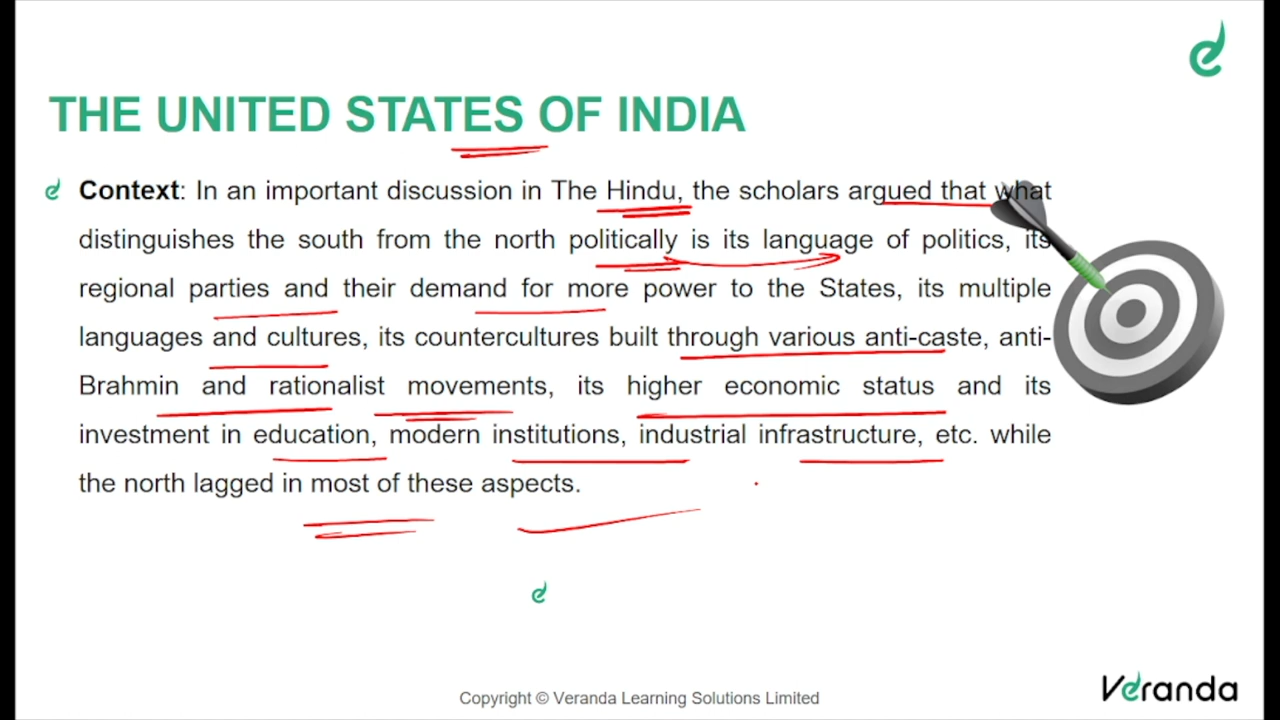 THE UNITED STATES OF INDIA
Context: In an important discussion in The Hindu, the scholars argued that what
distinguishes the south from the north politically is its language of politics, its
regional parties and their demand for more power to the States, its multiple
languages and cultures, its countercultures built through various anti-caste, anti-
Brahmin and rationalist movements, its higher economic status and its
investment in education, modern institutions, industrial infrastructure, etc. while
the north lagged in most of these aspects.
Copyright © Veranda Learning Solutions Limited
Veranda